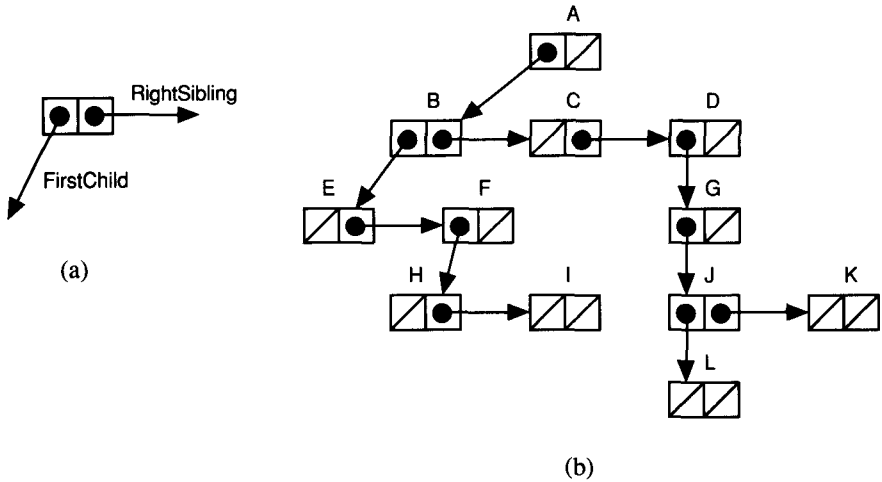 A
RightSibling
B C D
FirstChild
E F G
(a)
H I J K
L
(b)